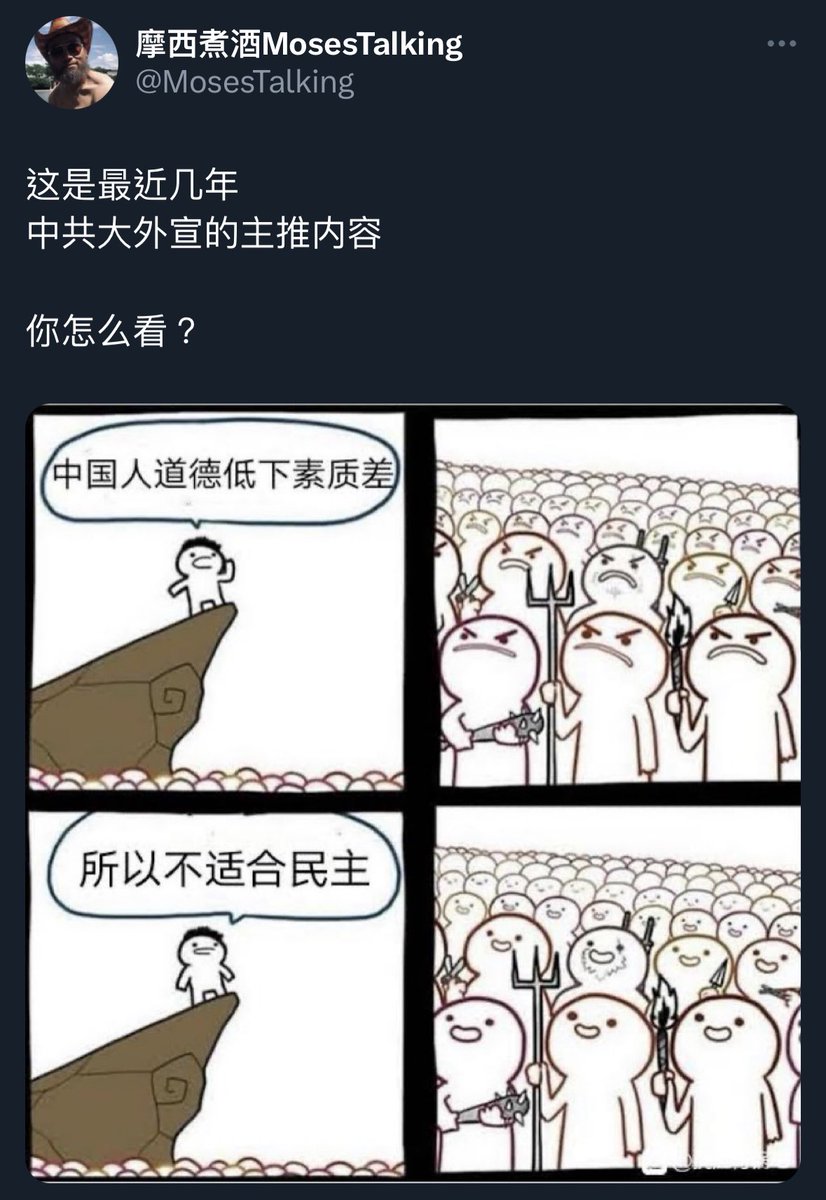 摩西煮酒MosesTalking
@MosesTalking
这是最近几年
中共大外宣的主推内容
你怎么看？
中国人道德低下素质差
所以不适合民主